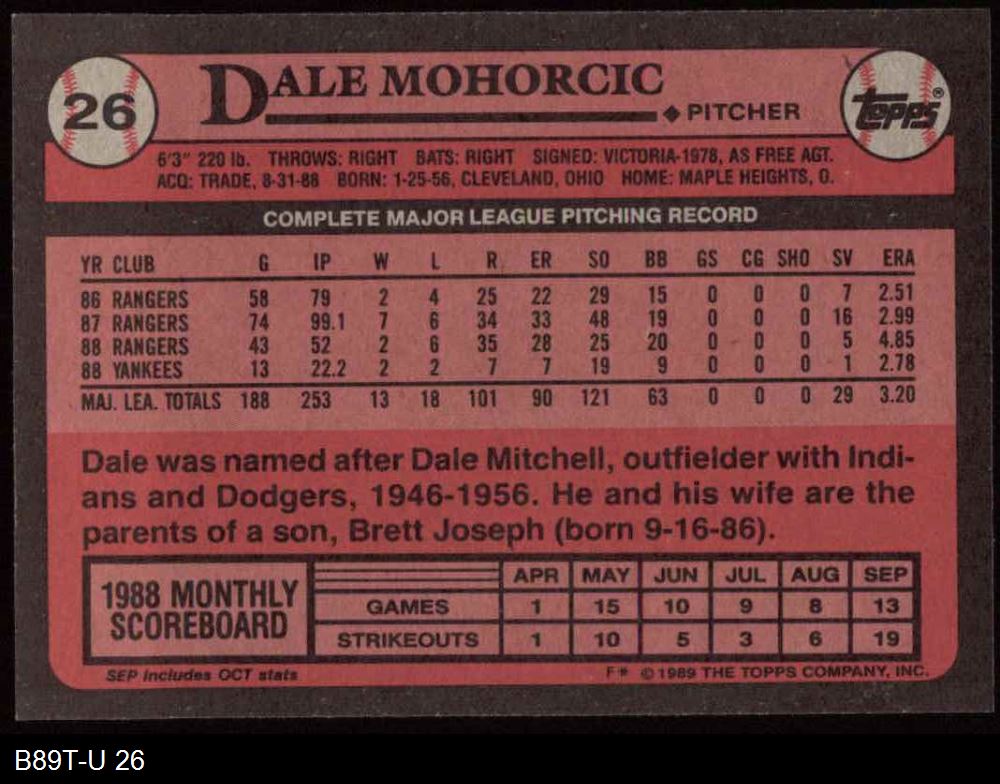 26
DALE MOHORCIC
PITCHER
topps®
6'3" 220 lb. THROWS: RIGHT BATS: RIGHT SIGNED: VICTORIA-1978, AS FREE AGT.
ACQ: TRADE, 8-31-88 BORN: 1-25-56, CLEVELAND, OHIO HOME: MAPLE HEIGHTS, O.
COMPLETE MAJOR LEAGUE PITCHING RECORD
YR CLUB G IP W L R ER SO BB GS CG SHO SV ERA
86 RANGERS 58 79 2 4 25 22 29 15 0 0 0 7 2.51
87 RANGERS 74 99.1 7 6 34 33 48 19 0 0 0 16 2.99
88 RANGERS 43 52 2 6 35 28 25 20 0 0 0 5 4.85
88 YANKEES 13 22.2 2 2 7 7 19 9 0 0 0 1 2.78
MAJ. LEA. TOTALS 188 253 13 18 101 90 121 63 0 0 0 29 3.20
Dale was named after Dale Mitchell, outfielder with Indi-
ans and Dodgers, 1946-1956. He and his wife are the
parents of a son, Brett Joseph (born 9-16-86).
1988 MONTHLY
SCOREBOARD
APR MAY JUN JUL AUG SEP
GAMES 1 15 10 9 8 13
STRIKEOUTS 1 10 5 3 6 19
SEP Includes OCT stats
F* © 1989 THE TOPPS COMPANY, INC.
B89T-U 26